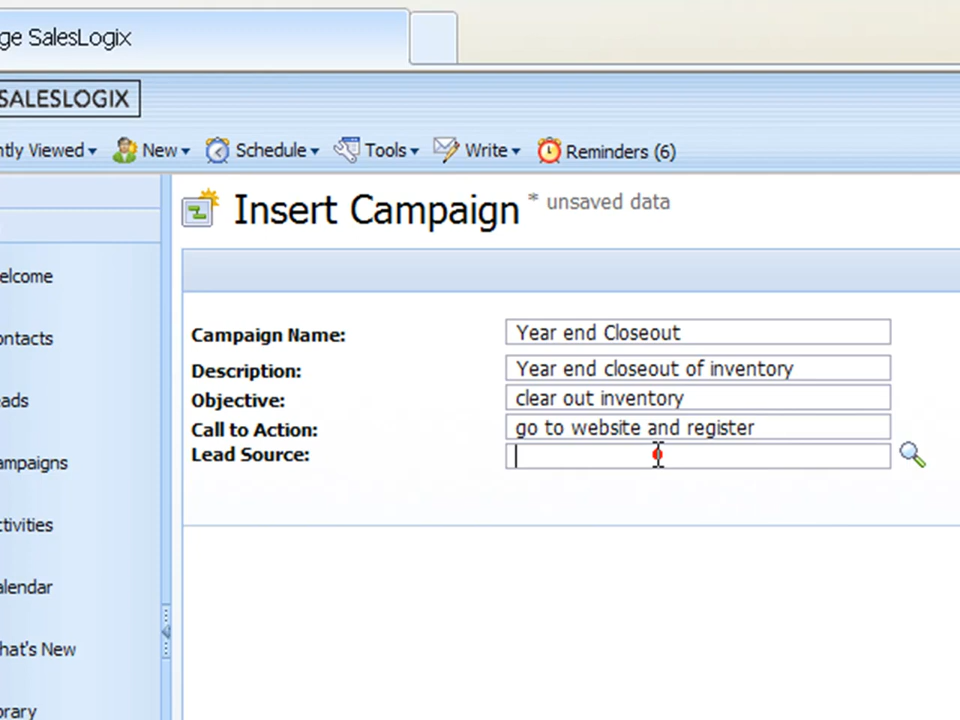 ge SalesLogix
SALESLOGIX
ntly Viewed New Schedule Tools Write Reminders (6)
Insert Campaign * unsaved data
elcome
Campaign Name: Year end Closeout
ontacts
Description: Year end closeout of inventory
Objective: clear out inventory
eads
Call to Action: go to website and register
Lead Source:
ampaigns
ctivities
alendar
hat's New
brary